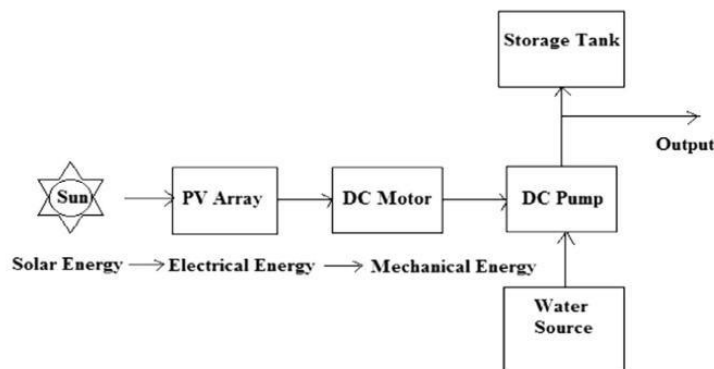 Storage Tank
Output
Sun
PV Array
DC Motor
DC Pump
Solar Energy
Electrical Energy
Mechanical Energy
Water
Source